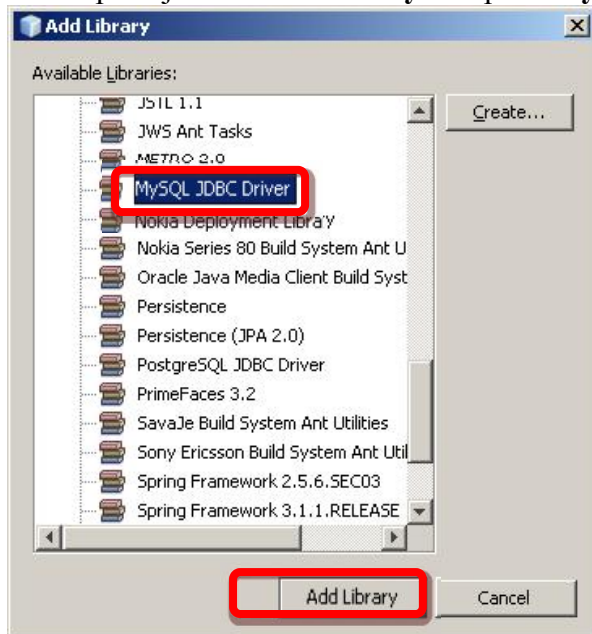 Add Library
Available Libraries:
JSTL 1.1
Create...
JWS Ant Tasks
METRO 2.0
MySQL JDBC Driver
Nokia Deployment Library
Nokia Series 80 Build System Ant U
Oracle Java Media Client Build Syst
Persistence
Persistence (JPA 2.0)
PostgreSQL JDBC Driver
PrimeFaces 3.2
SavaJe Build System Ant Utilities
Sony Ericsson Build System Ant Util
Spring Framework 2.5.6.SEC03
Spring Framework 3.1.1.RELEASE
Add Library
Cancel